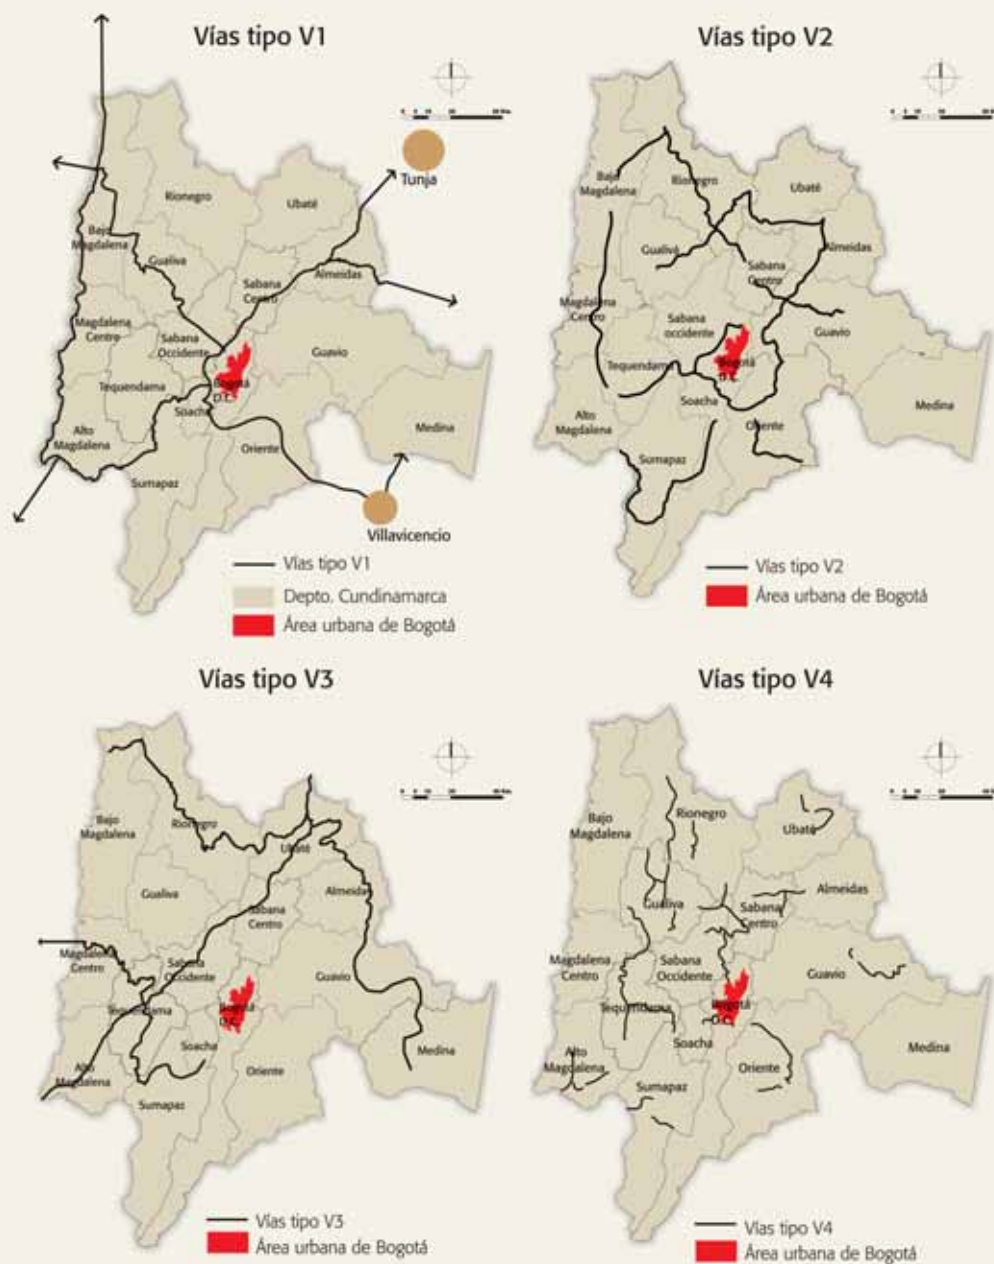 Vías tipo V1
Tunja
Rionegro
Ubaté
Bajo
Magdalena
Gualiva
Almeidas
Sabana
Centro
Magdalena
Centro
Sabana
Occidente
Guavio
Tequendama
Bogotá
D.C.
Soacha
Alto
Magdalena
Oriente
Medina
Sumapaz
Villavicencio
Vías tipo V1
Depto. Cundinamarca
Área urbana de Bogotá
Vías tipo V2
Bajo
Magdalena
Rionegro
Ubaté
Gualivá
Almeidas
Sabana
Centro
Magdalena
Centro
Sabana
occidente
Guavio
Tequendama
Bogotá
D.C.
Soacha
Medina
Alto
Magdalena
Oriente
Sumapaz
Vías tipo V2
Área urbana de Bogotá
Vías tipo V3
Bajo
Magdalena
Rionegro
Ubaté
Gualiva
Almeidas
Sabana
Centro
Magdalena
Centro
Sabana
Occidente
Guavio
Tequendama
Bogotá
D.C.
Soacha
Medina
Alto
Magdalena
Oriente
Sumapaz
Vías tipo V3
Área urbana de Bogotá
Vías tipo V4
Bajo
Magdalena
Rionegro
Ubaté
Gualiva
Almeidas
Sabana
Centro
Magdalena
Centro
Sabana
Occidente
Guavio
Tequendama
Bogotá
D.C.
Soacha
Medina
Alto
Magdalena
Oriente
Sumapaz
Vías tipo V4
Área urbana de Bogotá